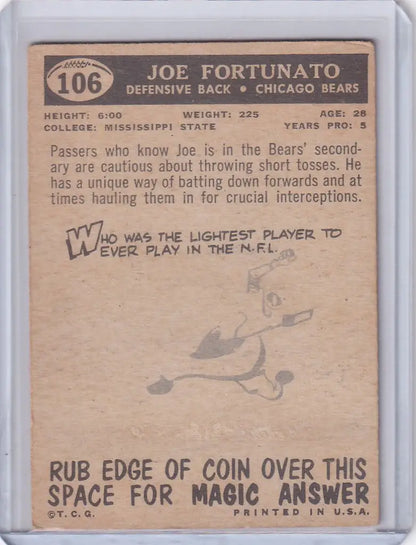 106
JOE FORTUNATO
DEFENSIVE BACK • CHICAGO BEARS
HEIGHT: 6:00 WEIGHT: 225 AGE: 28
COLLEGE: MISSISSIPPI STATE YEARS PRO: 5
Passers who know Joe is in the Bears' second-
ary are cautious about throwing short tosses. He
has a unique way of batting down forwards and at
times hauling them in for crucial interceptions.
WHO WAS THE LIGHTEST PLAYER TO
EVER PLAY IN THE N.F.L.
RUB EDGE OF COIN OVER THIS
SPACE FOR MAGIC ANSWER
© T.C.G. PRINTED IN U.S.A.